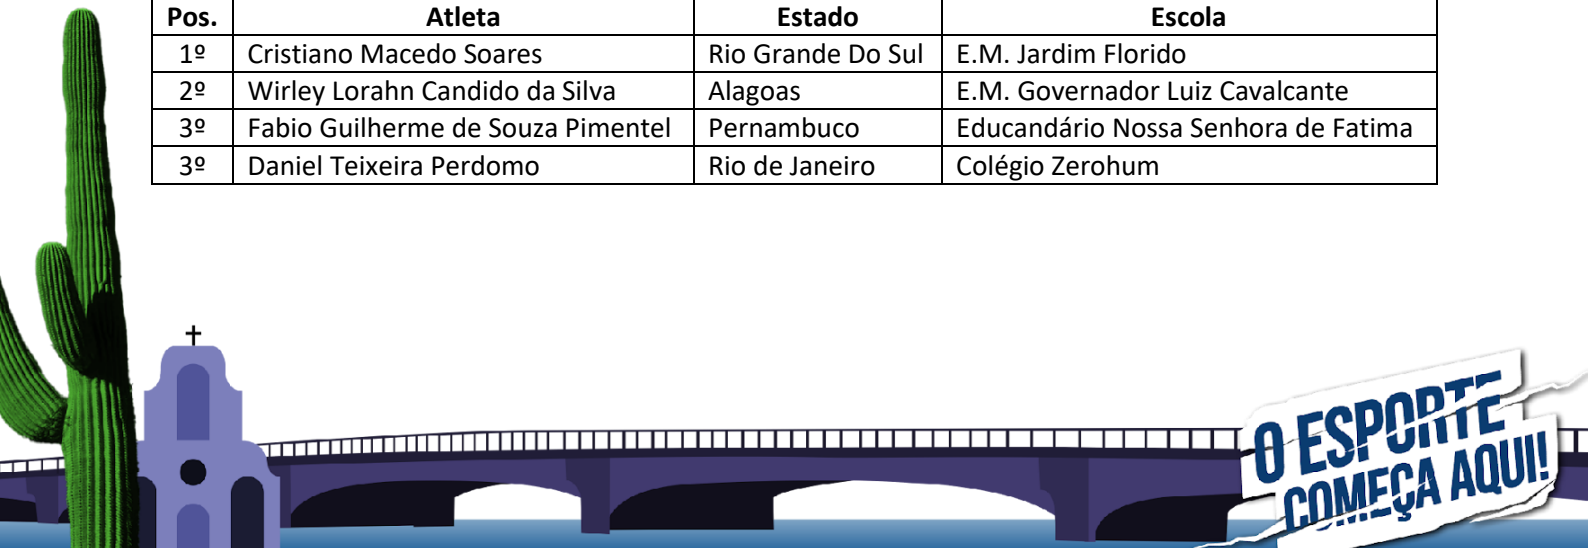 Pos. Atleta Estado Escola
1º Cristiano Macedo Soares Rio Grande Do Sul E.M. Jardim Florido
2º Wirley Lorahn Candido da Silva Alagoas E.M. Governador Luiz Cavalcante
3º Fabio Guilherme de Souza Pimentel Pernambuco Educandário Nossa Senhora de Fatima
3º Daniel Teixeira Perdomo Rio de Janeiro Colégio Zerohum
O ESPORTE
COMEÇA AQUI!